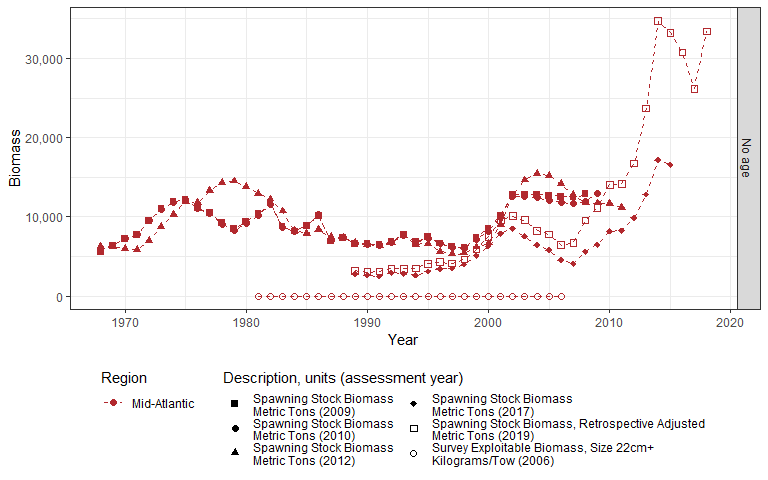 30,000
20,000
10,000
0
Biomass
No age
1970 1980 1990 2000 2010 2020
Year
Region
Mid-Atlantic
Description, units (assessment year)
Spawning Stock Biomass
Metric Tons (2009)
Spawning Stock Biomass
Metric Tons (2010)
Spawning Stock Biomass
Metric Tons (2012)
Spawning Stock Biomass
Metric Tons (2017)
Spawning Stock Biomass, Retrospective Adjusted
Metric Tons (2019)
Survey Exploitable Biomass, Size 22cm+
Kilograms/Tow (2006)